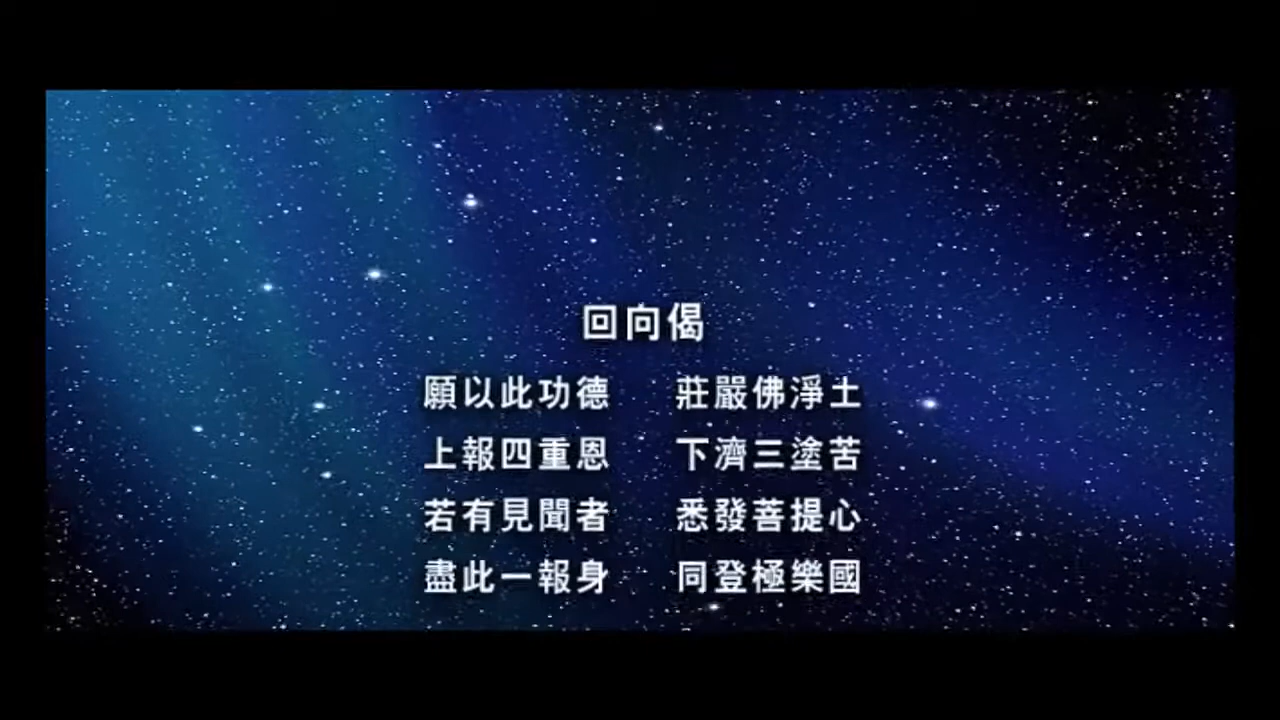 回向偈
願以此功德 莊嚴佛淨土
上報四重恩 下濟三塗苦
若有見聞者 悉發菩提心
盡此一報身 同登極樂國